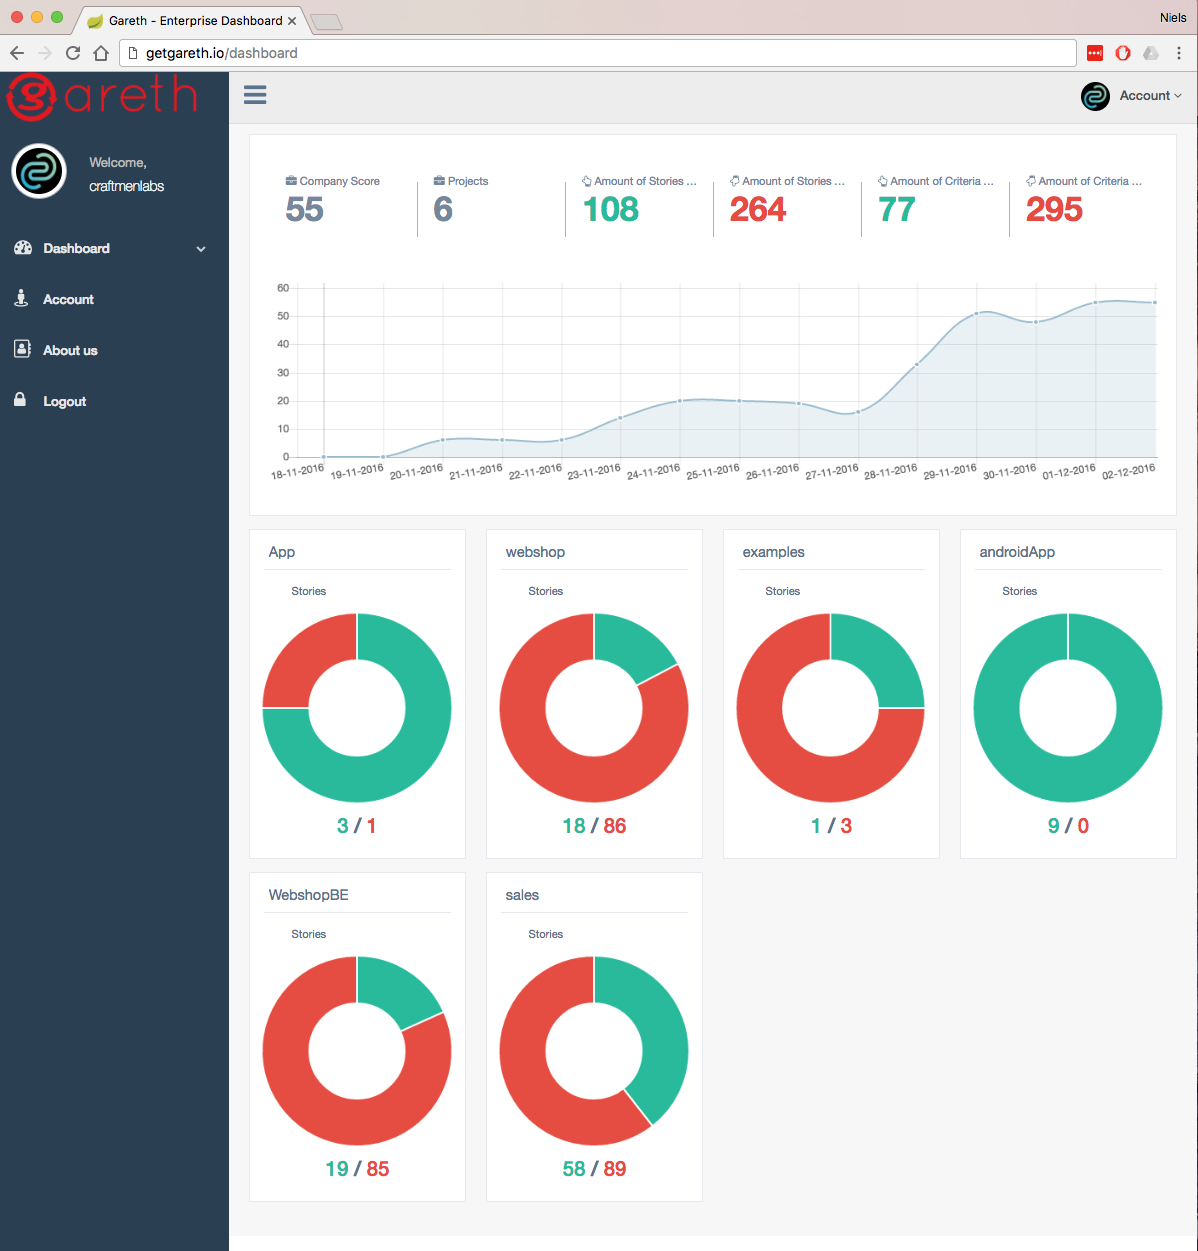 Gareth - Enterprise Dashboard
Niels
getgareth.io/dashboard
gareth
Account
Welcome,
craftmenlabs
Dashboard
Account
About us
Logout
Company Score
55
Projects
6
Amount of Stories ...
108
Amount of Stories ...
264
Amount of Criteria ...
77
Amount of Criteria ...
295
60
50
40
30
20
10
0
18-11-2016 19-11-2016 20-11-2016 21-11-2016 22-11-2016 23-11-2016 24-11-2016 25-11-2016 26-11-2016 27-11-2016 28-11-2016 29-11-2016 30-11-2016 01-12-2016 02-12-2016
App
Stories
3 / 1
webshop
Stories
18 / 86
examples
Stories
1 / 3
androidApp
Stories
9 / 0
WebshopBE
Stories
19 / 85
sales
Stories
58 / 89